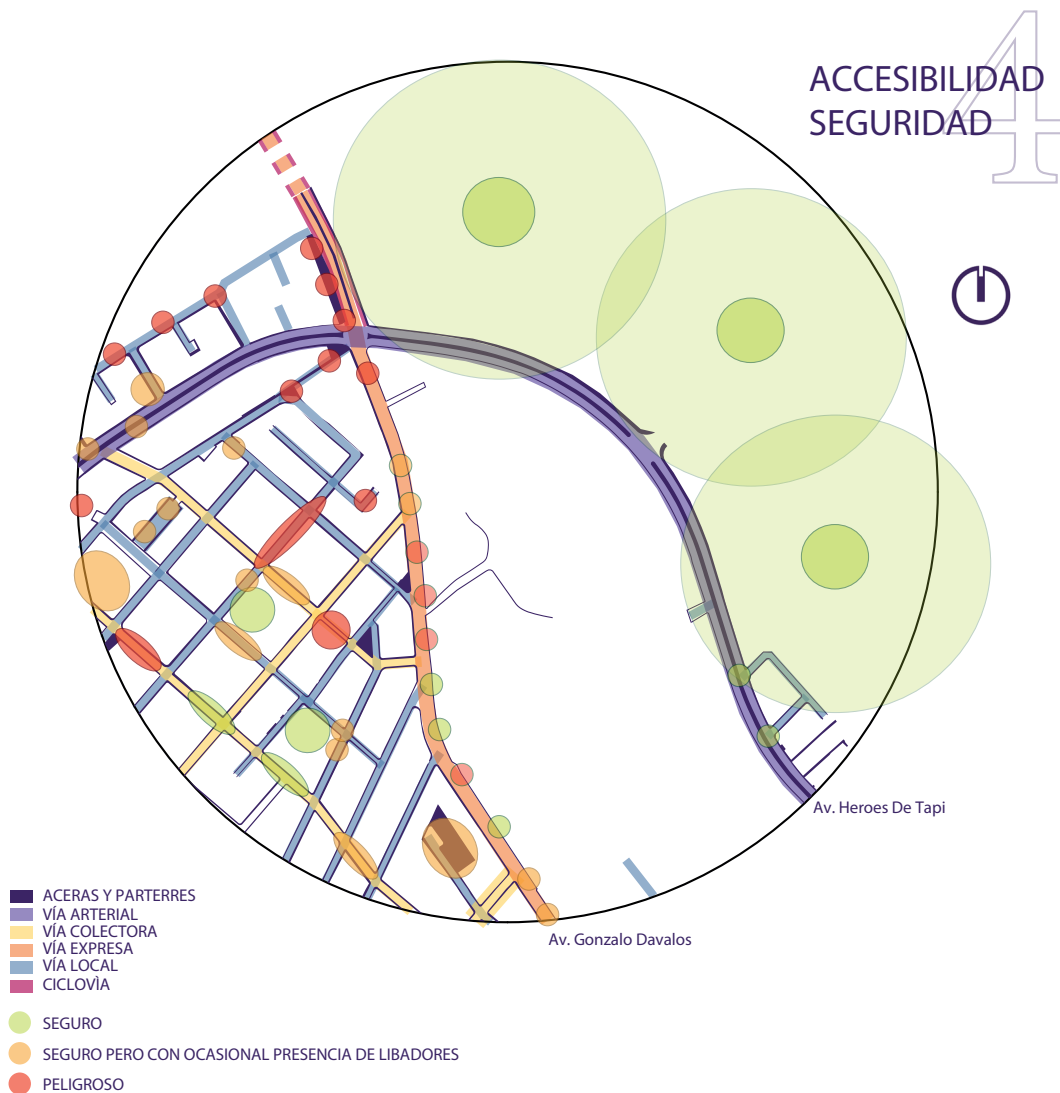 4
ACCESIBILIDAD
SEGURIDAD
Av. Heroes De Tapi
Av. Gonzalo Davalos
ACERAS Y PARTERRES
VÍA ARTERIAL
VÍA COLECTORA
VÍA EXPRESA
VÍA LOCAL
CICLOVÌA
SEGURO
SEGURO PERO CON OCASIONAL PRESENCIA DE LIBADORES
PELIGROSO